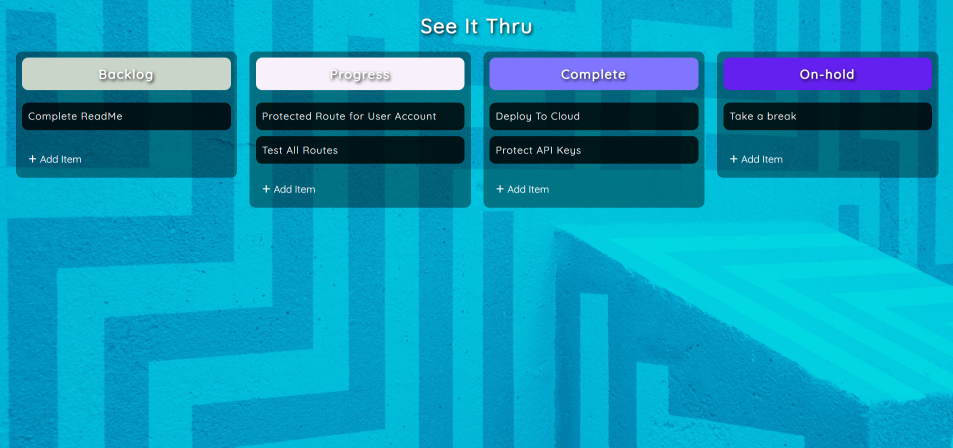 See It Thru
Backlog
Complete ReadMe
+ Add Item
Progress
Protected Route for User Account
Test All Routes
+ Add Item
Complete
Deploy To Cloud
Protect API Keys
+ Add Item
On-hold
Take a break
+ Add Item